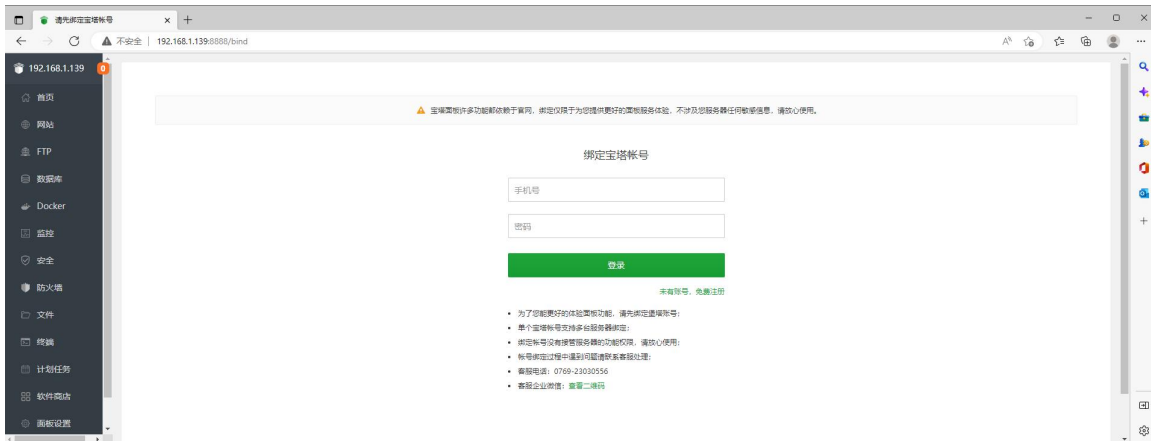 请先绑定宝塔帐号
不安全 | 192.168.1.139:8888/bind
192.168.1.139
0
首页
网站
FTP
数据库
Docker
监控
安全
防火墙
文件
终端
计划任务
软件商店
面板设置
宝塔面板许多功能都依赖于官网，绑定仅限于为您提供更好的面板服务体验，不涉及您服务器任何敏感信息，请放心使用。
绑定宝塔帐号
手机号
密码
登录
未有账号，免费注册
• 为了您能更好的体验面板功能，请先绑定堡塔账号；
• 单个宝塔帐号支持多台服务器绑定；
• 绑定帐号没有接管服务器的功能权限，请放心使用；
• 帐号绑定过程中遇到问题请联系客服处理；
• 客服电话：0769-23030556
• 客服企业微信：查看二维码